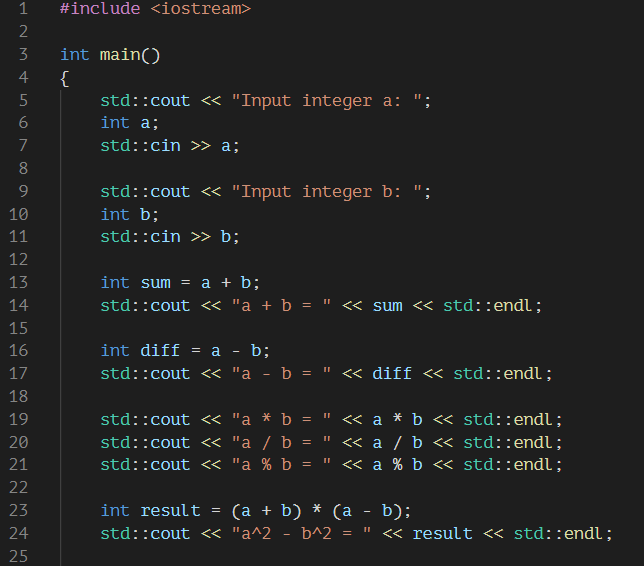 1 #include <iostream>
2
3 int main()
4 {
5     std::cout << "Input integer a: ";
6     int a;
7     std::cin >> a;
8
9     std::cout << "Input integer b: ";
10     int b;
11     std::cin >> b;
12
13     int sum = a + b;
14     std::cout << "a + b = " << sum << std::endl;
15
16     int diff = a - b;
17     std::cout << "a - b = " << diff << std::endl;
18
19     std::cout << "a * b = " << a * b << std::endl;
20     std::cout << "a / b = " << a / b << std::endl;
21     std::cout << "a % b = " << a % b << std::endl;
22
23     int result = (a + b) * (a - b);
24     std::cout << "a^2 - b^2 = " << result << std::endl;
25